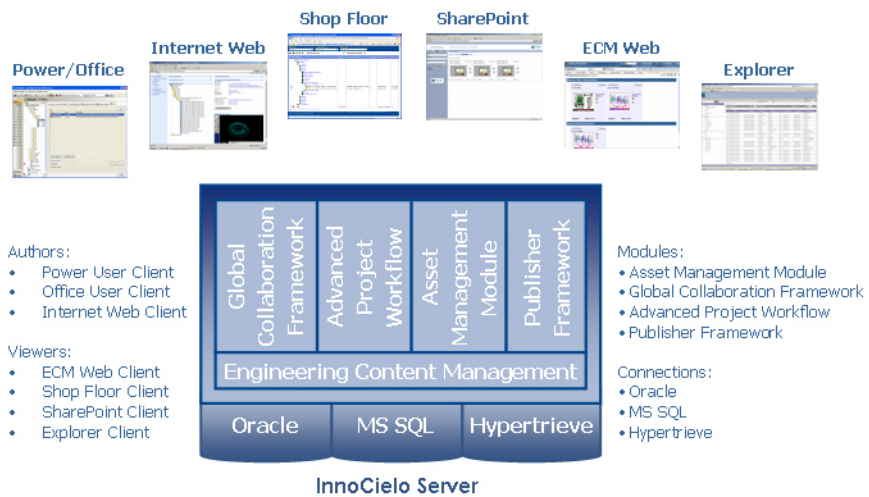 Shop Floor
SharePoint
Internet Web
ECM Web
Power/Office
Explorer
Authors:
• Power User Client
• Office User Client
• Internet Web Client
Viewers:
• ECM Web Client
• Shop Floor Client
• SharePoint Client
• Explorer Client
Global
Collaboration
Framework
Advanced
Project
Workflow
Asset
Management
Module
Publisher
Framework
Engineering Content Management
Oracle
MS SQL
Hypertrieve
Modules:
• Asset Management Module
• Global Collaboration Framework
• Advanced Project Workflow
• Publisher Framework
Connections:
• Oracle
• MS SQL
• Hypertrieve
InnoCielo Server